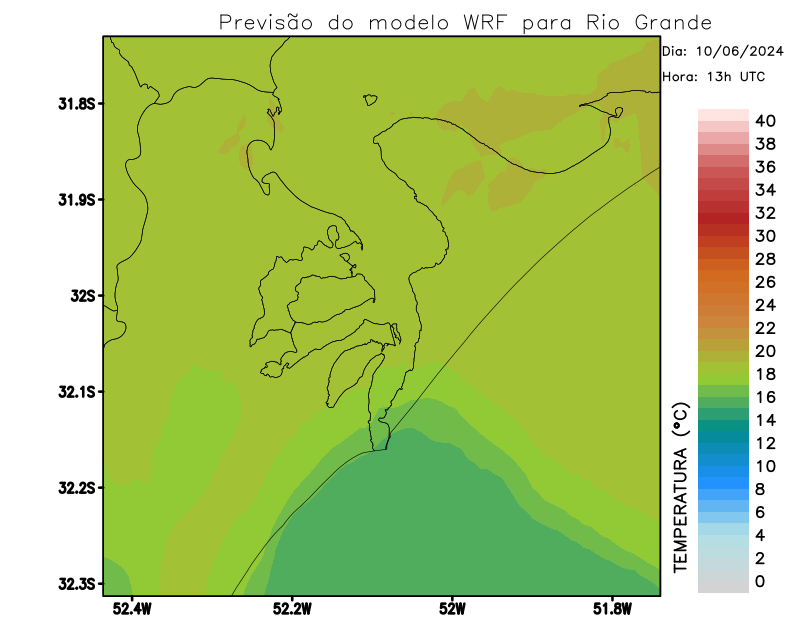 Previsão do modelo WRF para Rio Grande
Dia: 10/06/2024
Hora: 13h UTC
31.8S
31.9S
32S
32.1S
32.2S
32.3S
52.4W
52.2W
52W
51.8W
TEMPERATURA (°C)
40
38
36
34
32
30
28
26
24
22
20
18
16
14
12
10
8
6
4
2
0